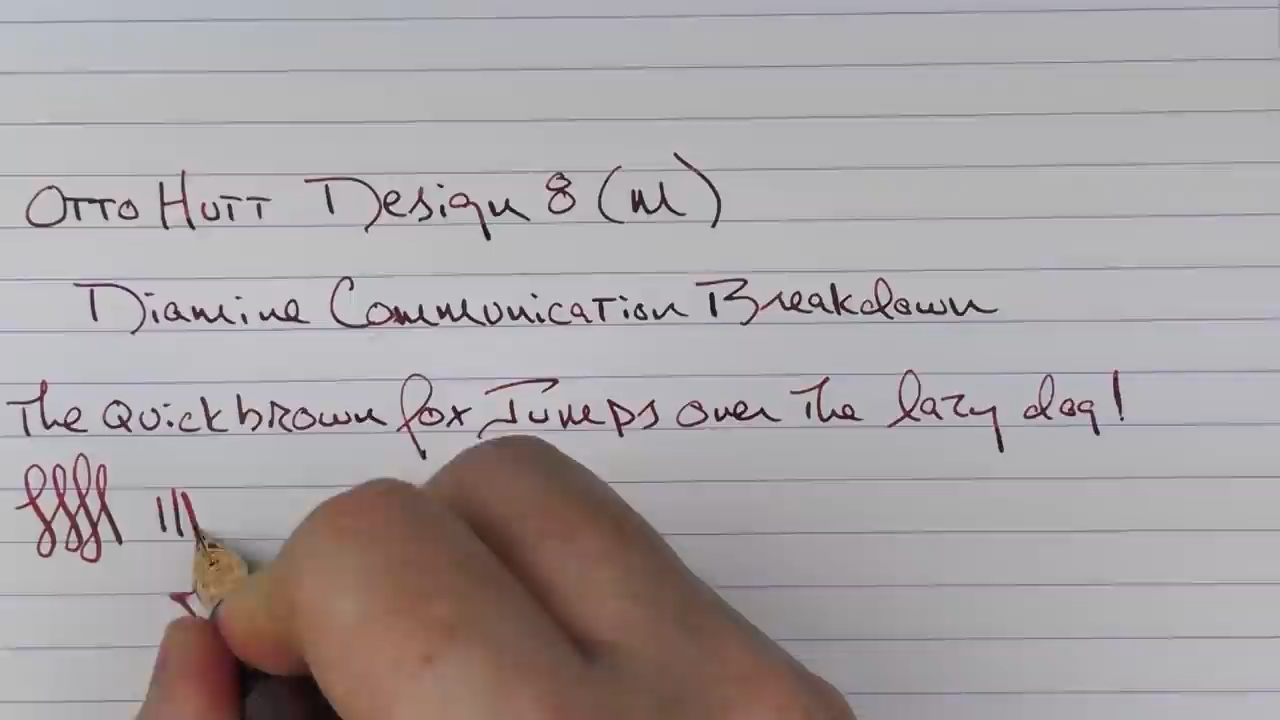 Otto Hutt Design 8 (M)
Diamine Communication Breakdown
The Quick brown fox Jumps over The lazy dog!